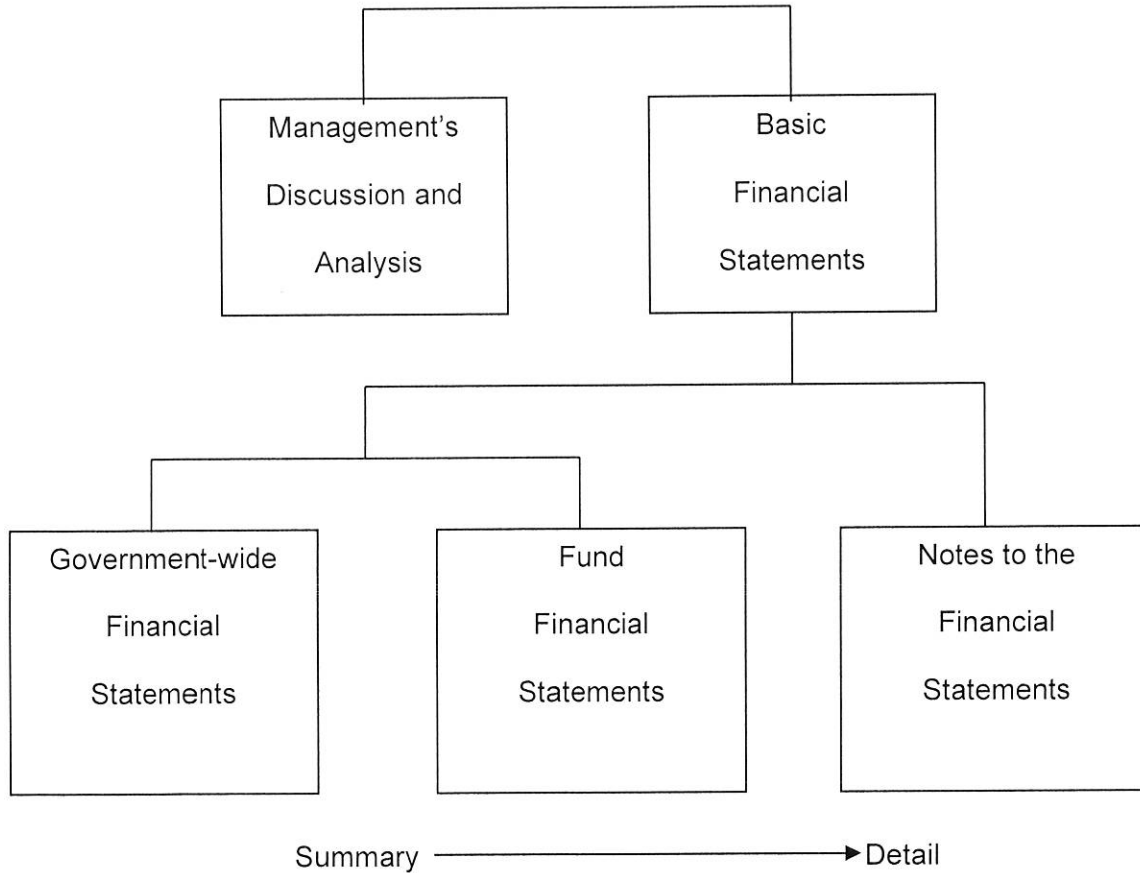 Management's
Discussion and
Analysis
Basic
Financial
Statements
Government-wide
Financial
Statements
Fund
Financial
Statements
Notes to the
Financial
Statements
Summary
Detail